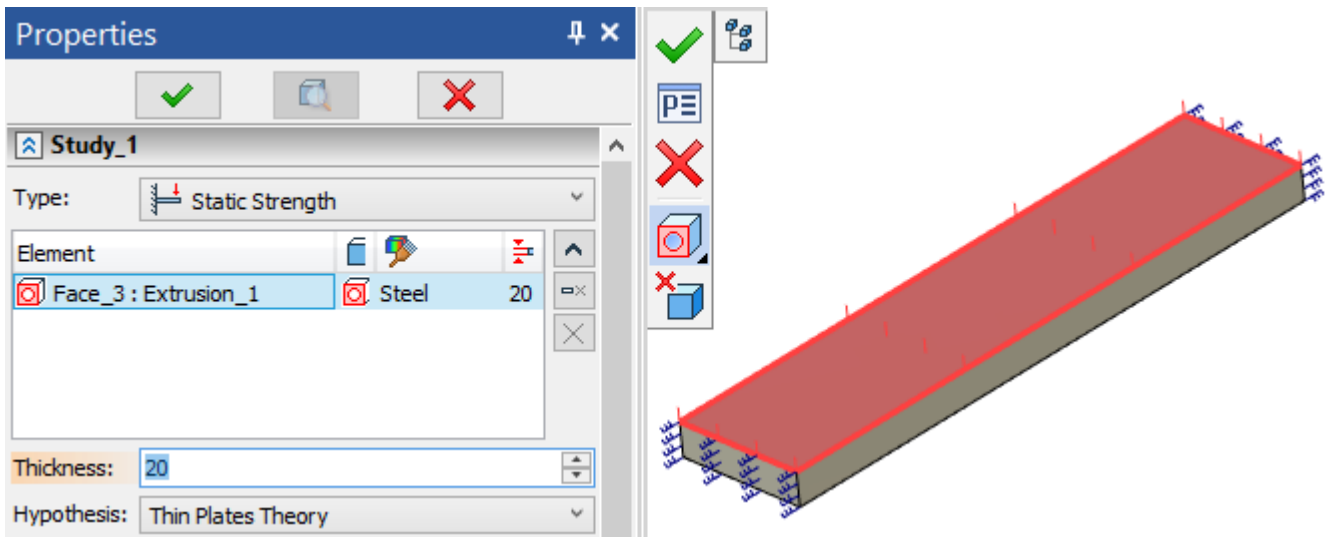 Properties
Study_1
Type: Static Strength
Element
Face_3 : Extrusion_1 Steel 20
Thickness: 20
Hypothesis: Thin Plates Theory
P